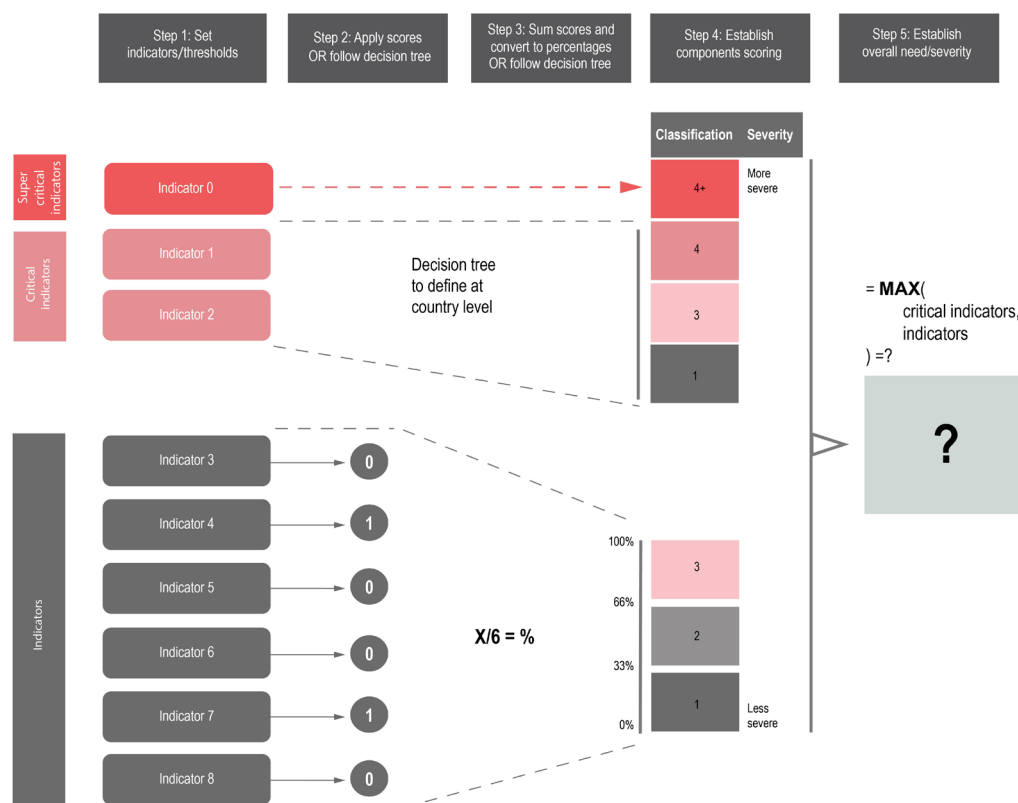 Step 1: Set
indicators/thresholds
Step 2: Apply scores
OR follow decision tree
Step 3: Sum scores and
convert to percentages
OR follow decision tree
Step 4: Establish
components scoring
Step 5: Establish
overall need/severity
Classification
Severity
Super
critical
indicators
Indicator 0
4+
More
severe
Critical
indicators
Indicator 1
Indicator 2
Decision tree
to define at
country level
4
3
1
= MAX(
critical indicators,
indicators
) =?
?
Indicators
Indicator 3
0
Indicator 4
1
Indicator 5
0
Indicator 6
0
Indicator 7
1
Indicator 8
0
X/6 = %
100%
66%
33%
0%
3
2
1
Less
severe